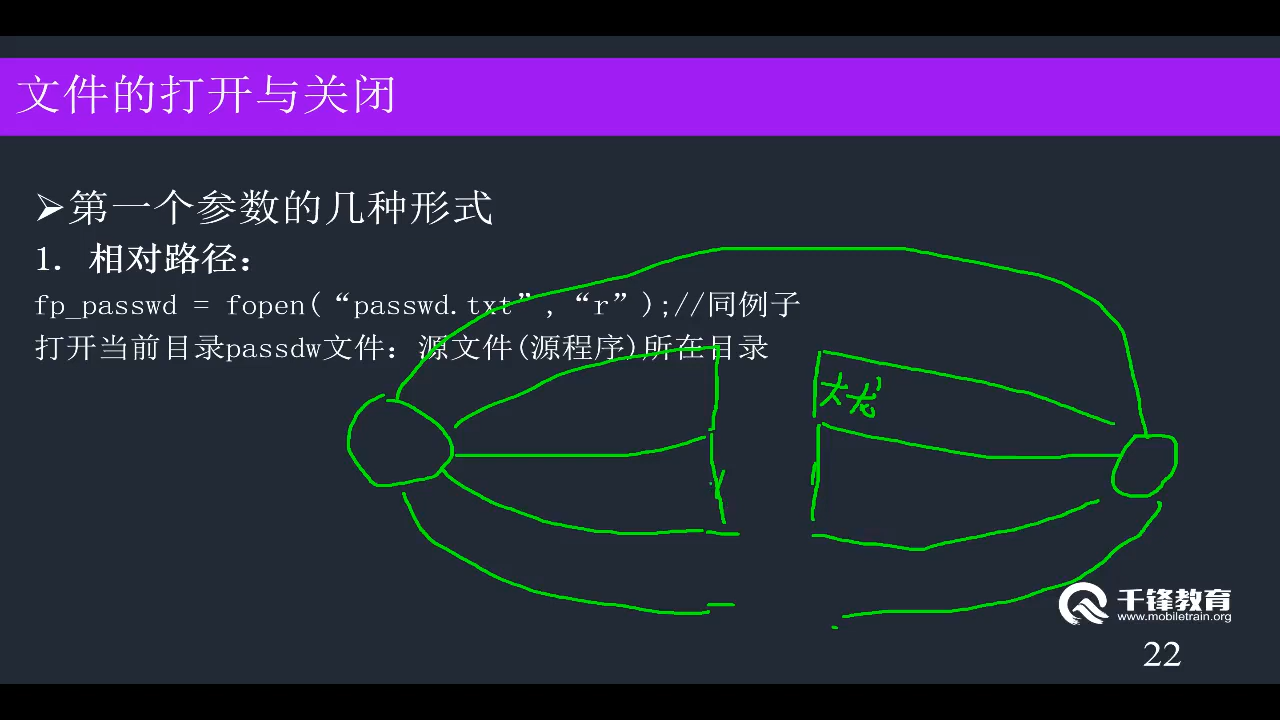 文件的打开与关闭
➢第一个参数的几种形式
1. 相对路径：
fp_passwd = fopen(“passwd.txt”,“r”);//同例子
打开当前目录passdw文件：源文件(源程序)所在目录
千锋教育
www.mobiletrain.org
22